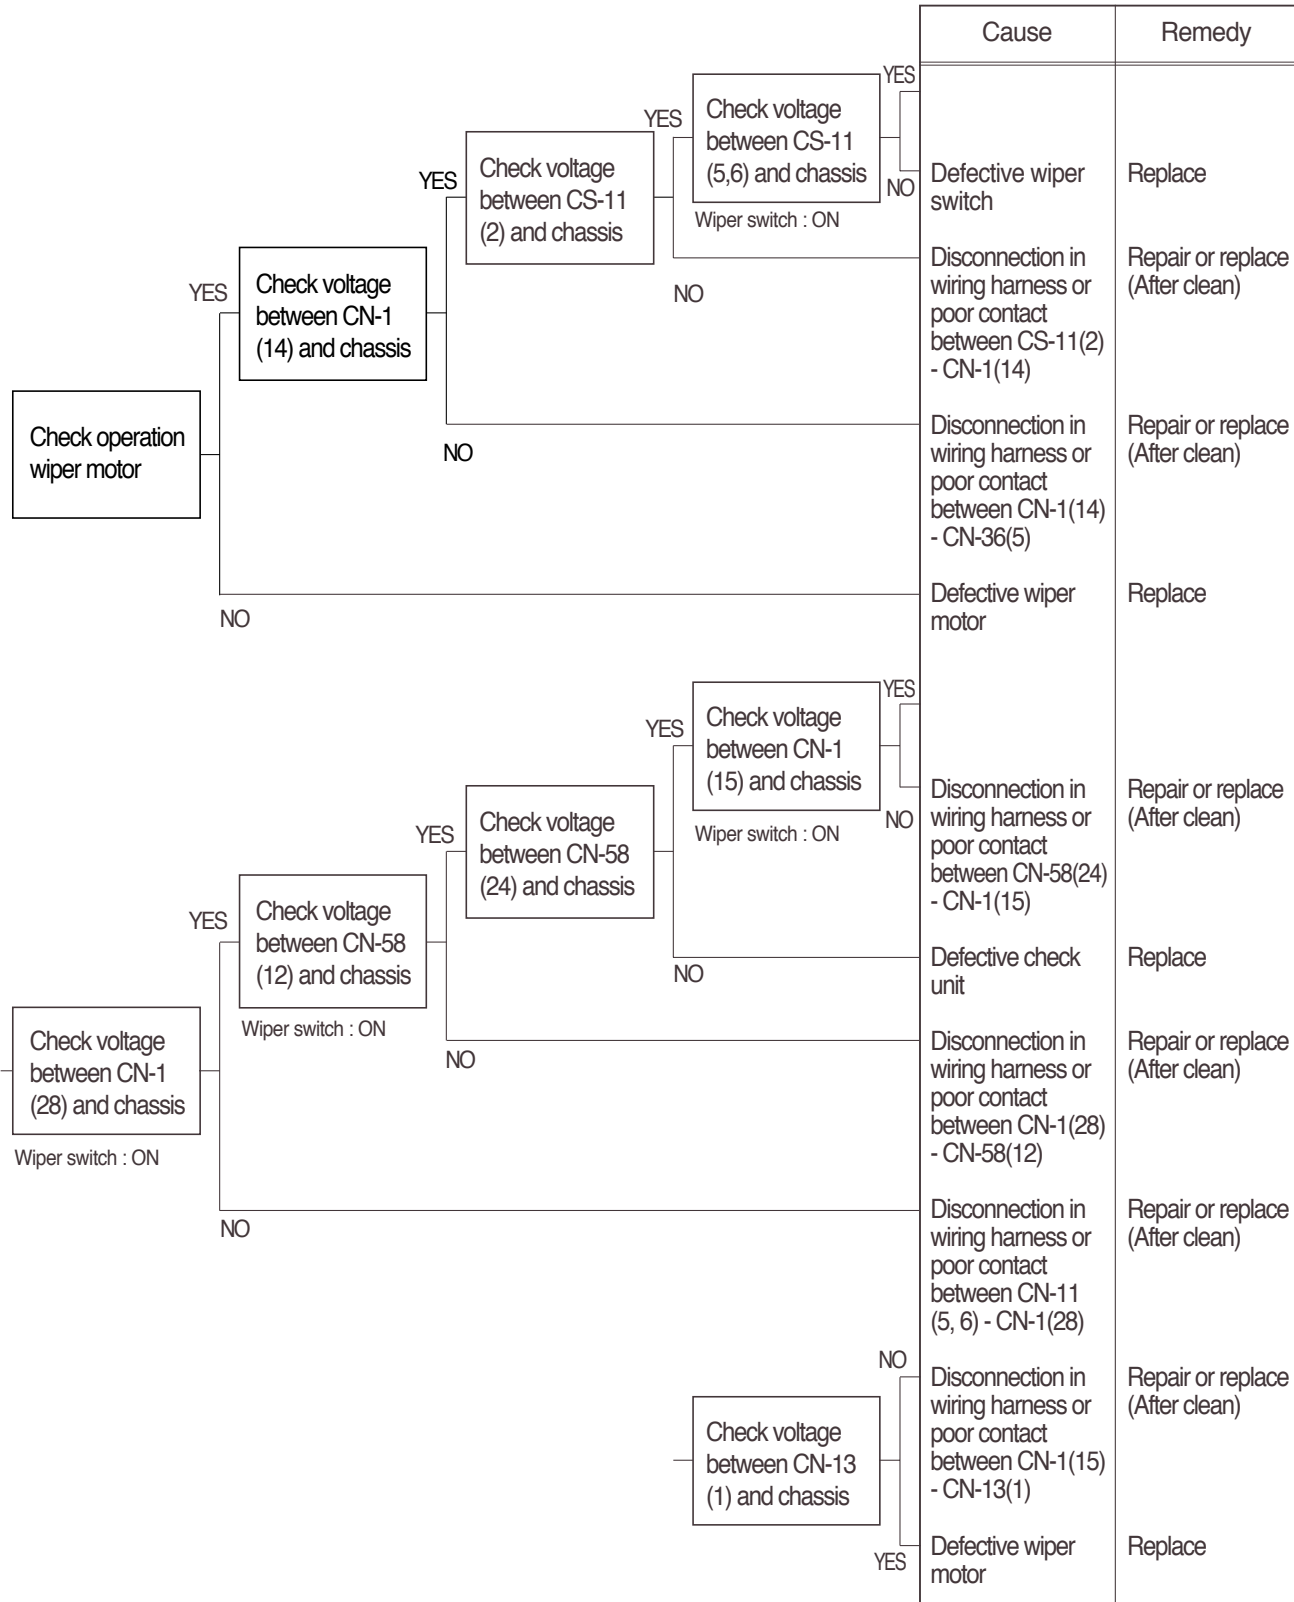 Cause
Remedy
YES
Check voltage
between CS-11
(5,6) and chassis
YES
NO
Wiper switch : ON
Defective wiper
switch
Replace
Check voltage
between CS-11
(2) and chassis
YES
NO
Disconnection in
wiring harness or
poor contact
between CS-11(2)
- CN-1(14)
Repair or replace
(After clean)
Check voltage
between CN-1
(14) and chassis
YES
NO
Disconnection in
wiring harness or
poor contact
between CN-1(14)
- CN-36(5)
Repair or replace
(After clean)
Check operation
wiper motor
NO
Defective wiper
motor
Replace
YES
Check voltage
between CN-1
(15) and chassis
YES
NO
Wiper switch : ON
Disconnection in
wiring harness or
poor contact
between CN-58(24)
- CN-1(15)
Repair or replace
(After clean)
Check voltage
between CN-58
(24) and chassis
YES
NO
Defective check
unit
Replace
Check voltage
between CN-58
(12) and chassis
YES
Wiper switch : ON
NO
Disconnection in
wiring harness or
poor contact
between CN-1(28)
- CN-58(12)
Repair or replace
(After clean)
Check voltage
between CN-1
(28) and chassis
Wiper switch : ON
NO
Disconnection in
wiring harness or
poor contact
between CN-11
(5, 6) - CN-1(28)
Repair or replace
(After clean)
NO
Check voltage
between CN-13
(1) and chassis
Disconnection in
wiring harness or
poor contact
between CN-1(15)
- CN-13(1)
Repair or replace
(After clean)
YES
Defective wiper
motor
Replace